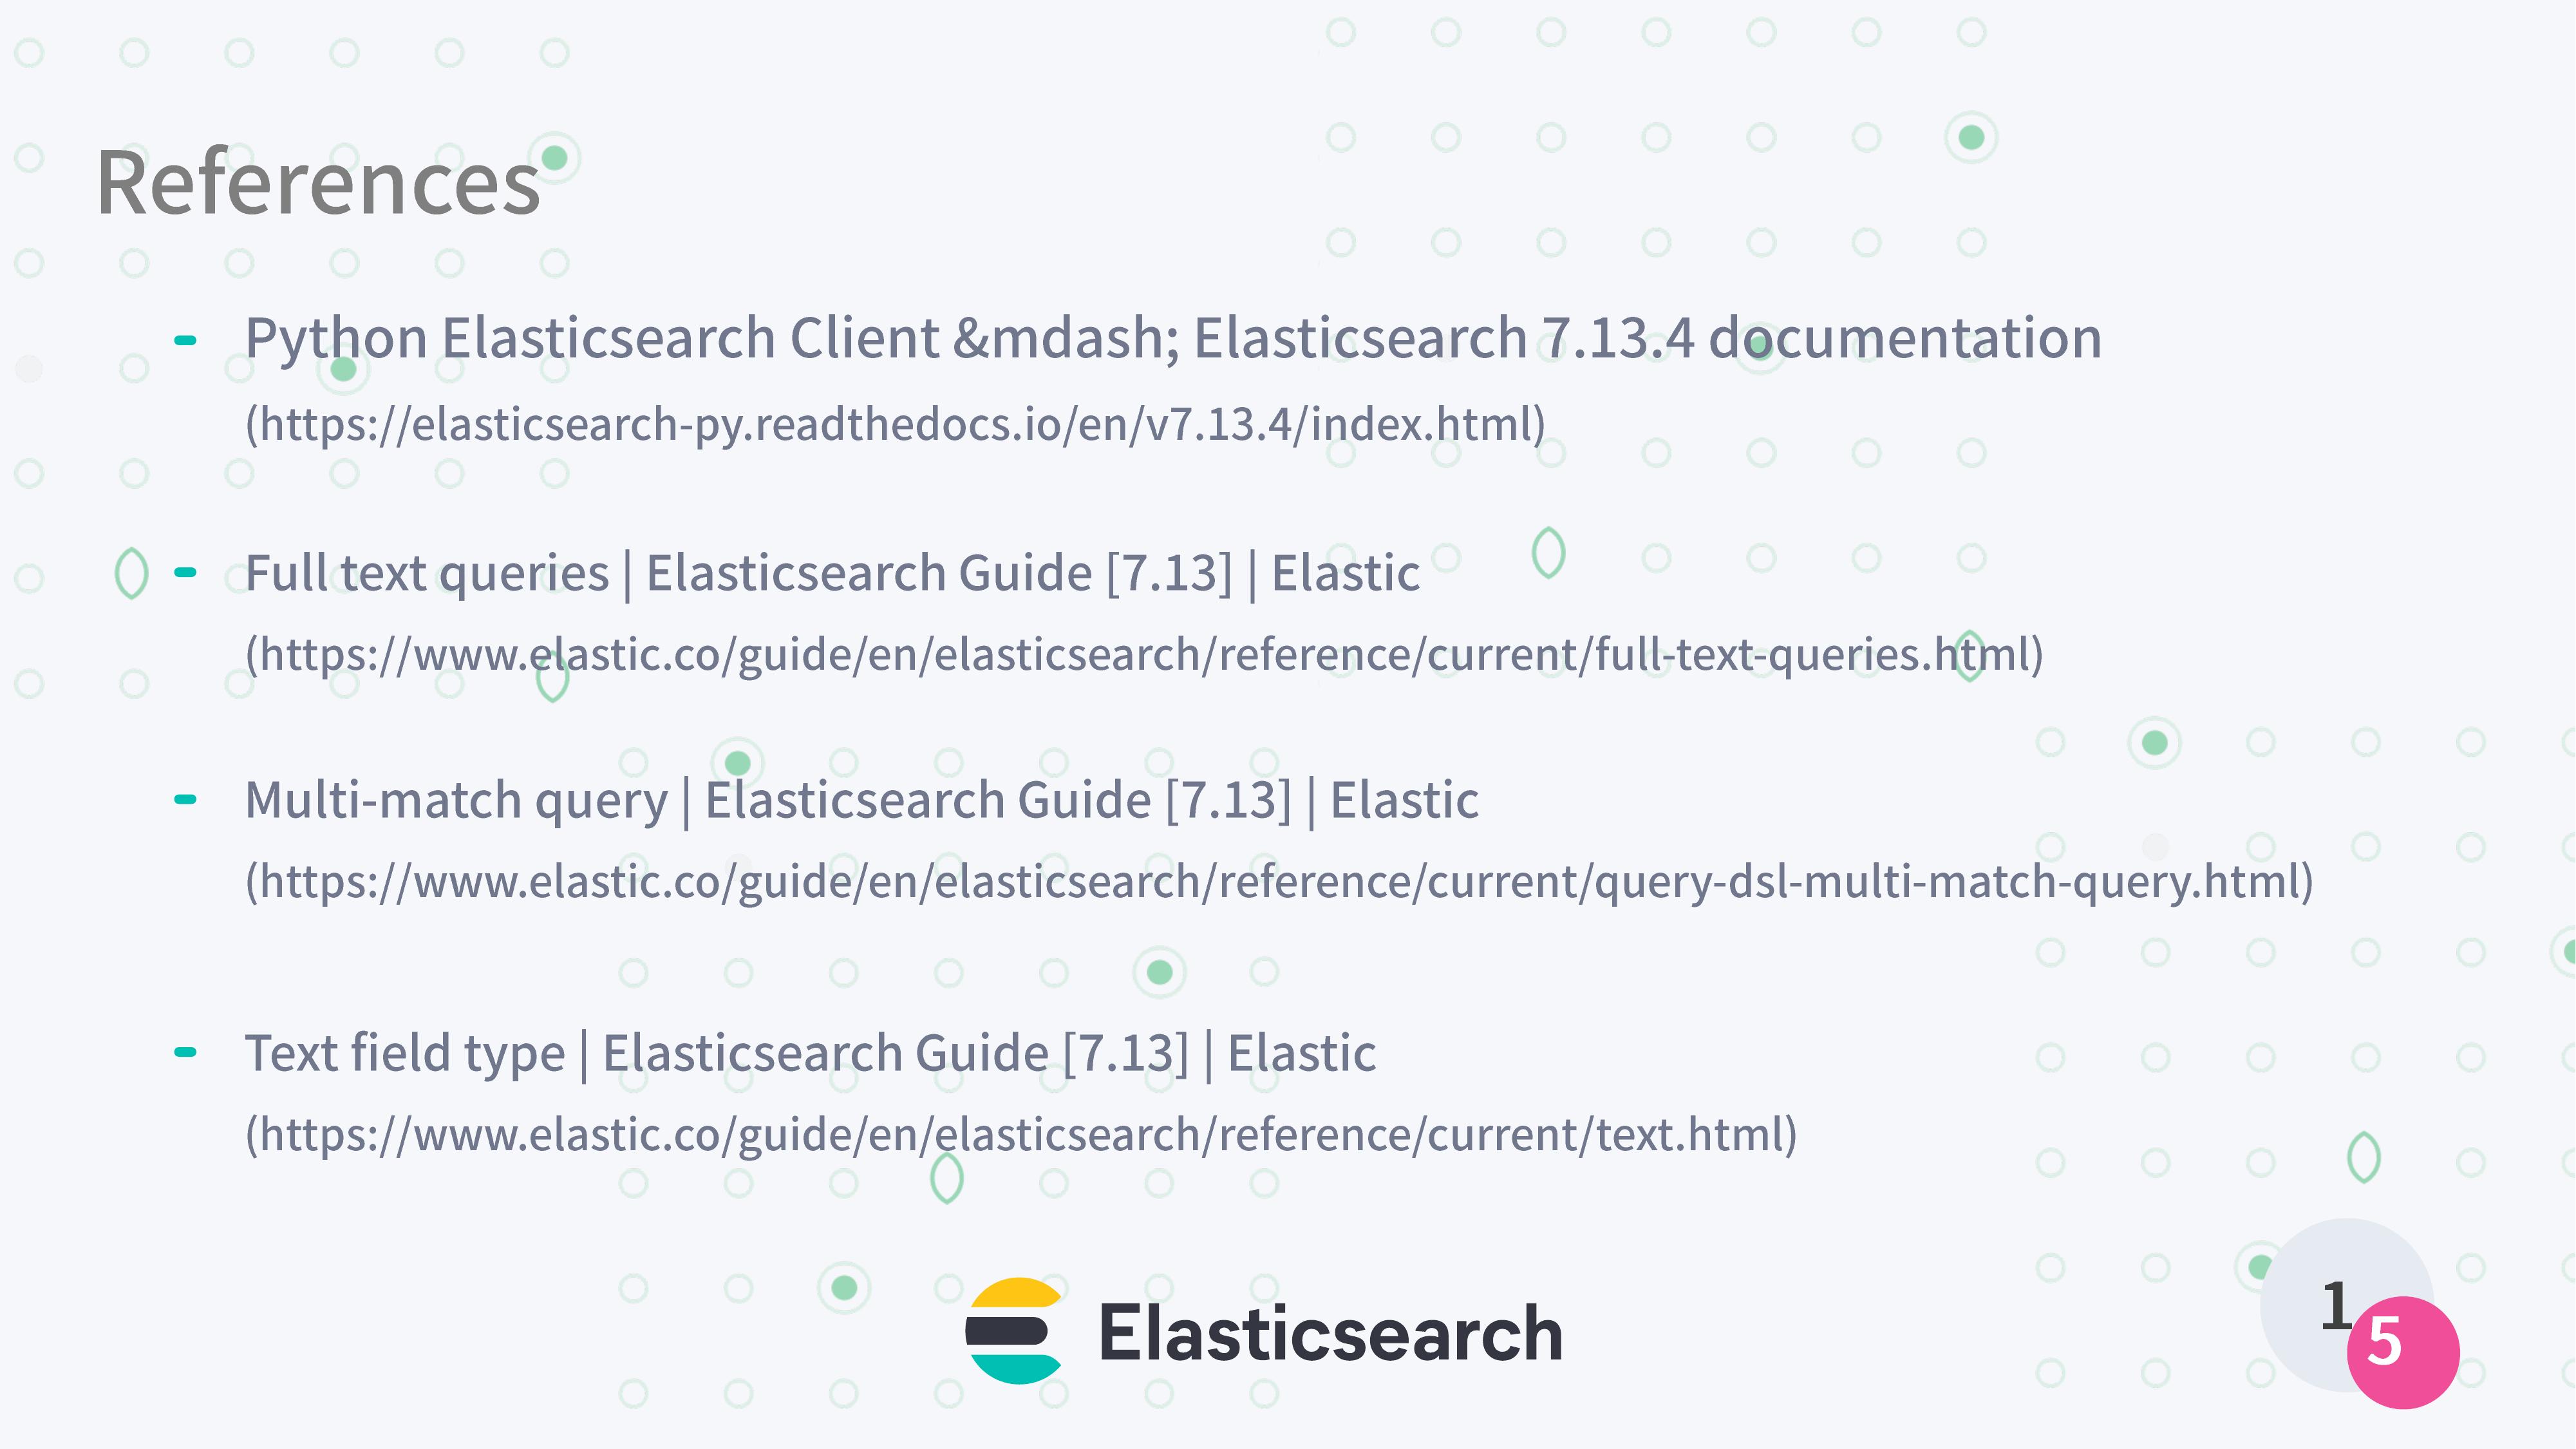 References
- Python Elasticsearch Client &mdash; Elasticsearch 7.13.4 documentation
(https://elasticsearch-py.readthedocs.io/en/v7.13.4/index.html)
- Full text queries | Elasticsearch Guide [7.13] | Elastic
(https://www.elastic.co/guide/en/elasticsearch/reference/current/full-text-queries.html)
- Multi-match query | Elasticsearch Guide [7.13] | Elastic
(https://www.elastic.co/guide/en/elasticsearch/reference/current/query-dsl-multi-match-query.html)
- Text field type | Elasticsearch Guide [7.13] | Elastic
(https://www.elastic.co/guide/en/elasticsearch/reference/current/text.html)
Elasticsearch
1
5